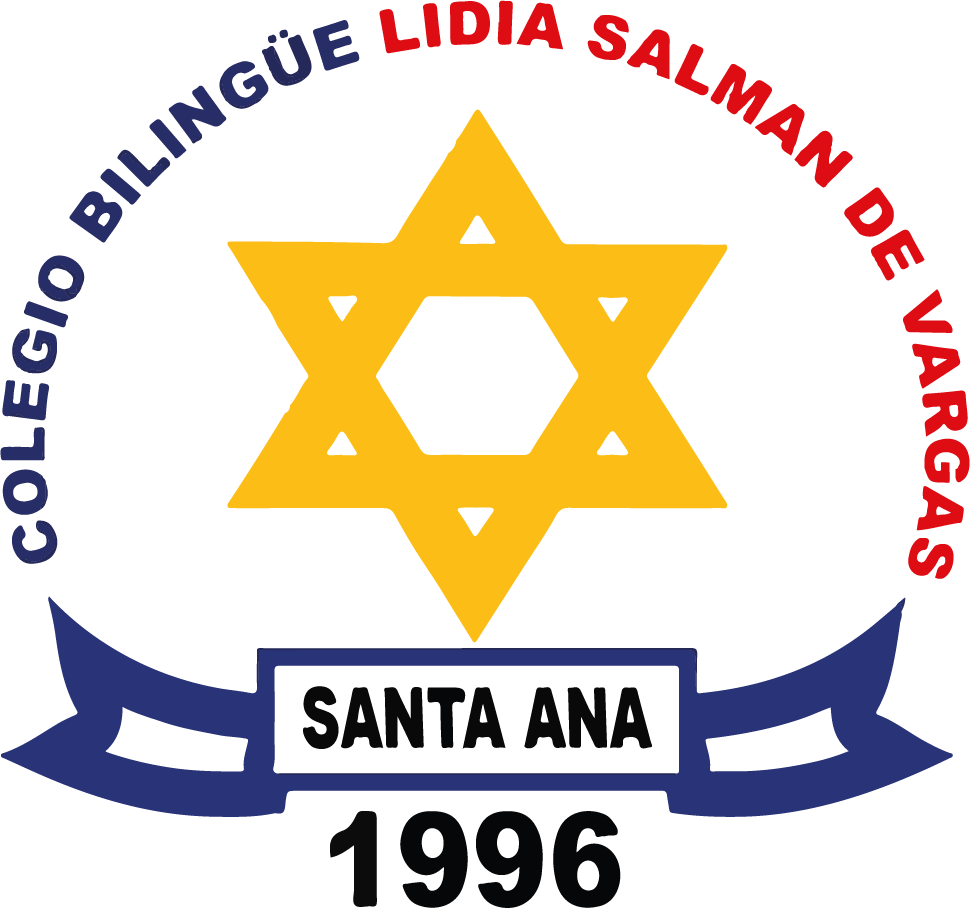 COLEGIO BILINGÜE LIDIA SALMAN DE VARGAS
SANTA ANA
1996